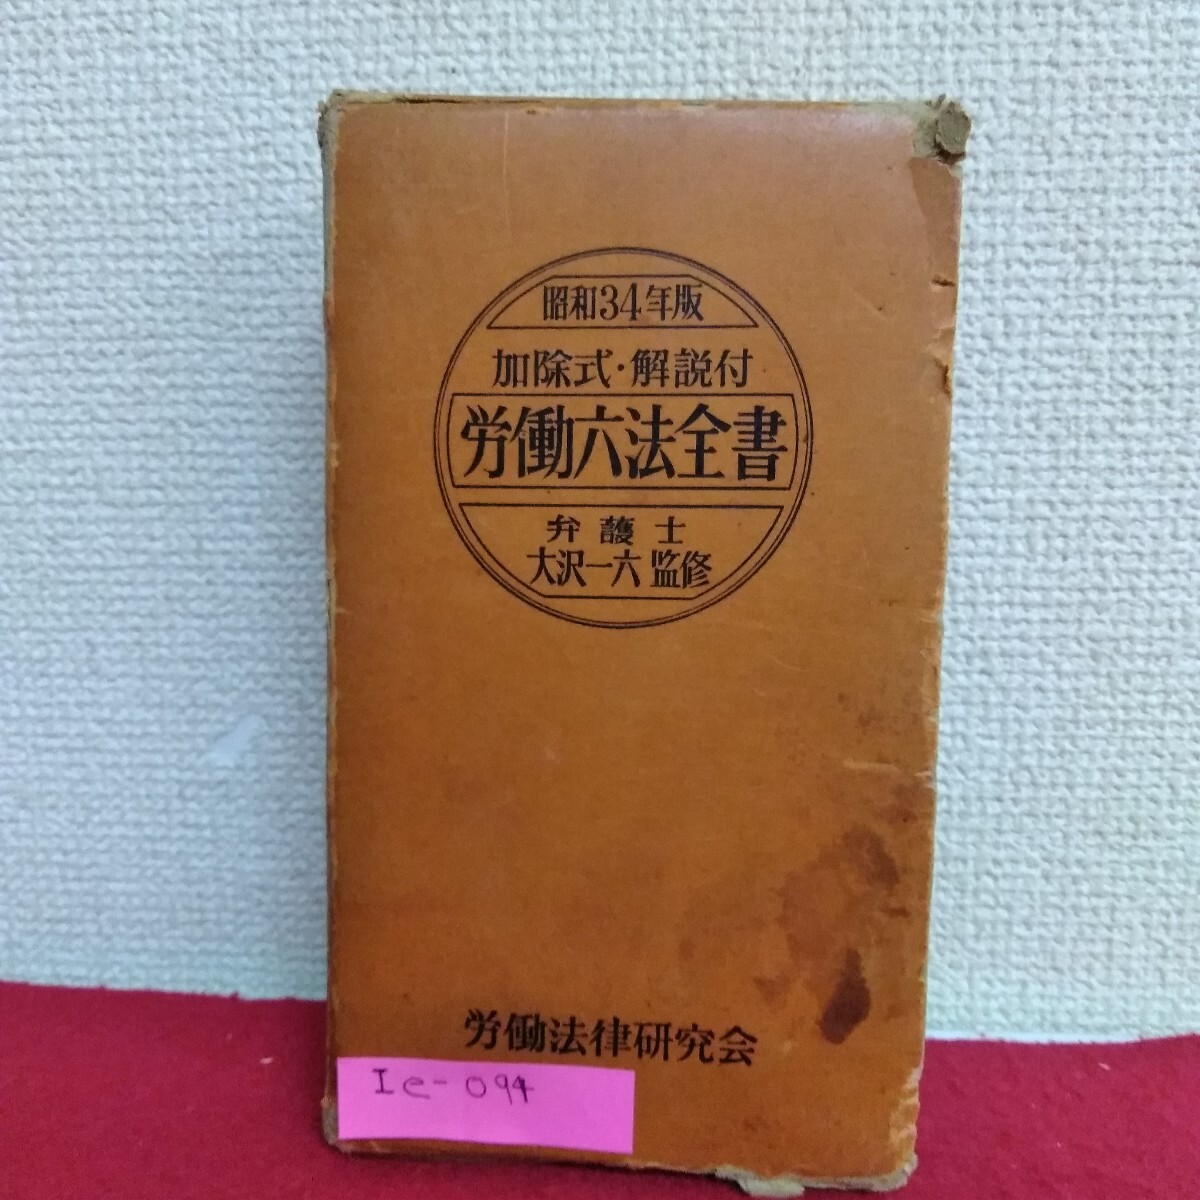 昭和34年版
加除式・解説付
労働六法全書
弁護士
大沢一六 監修
労働法律研究会
Ie-094